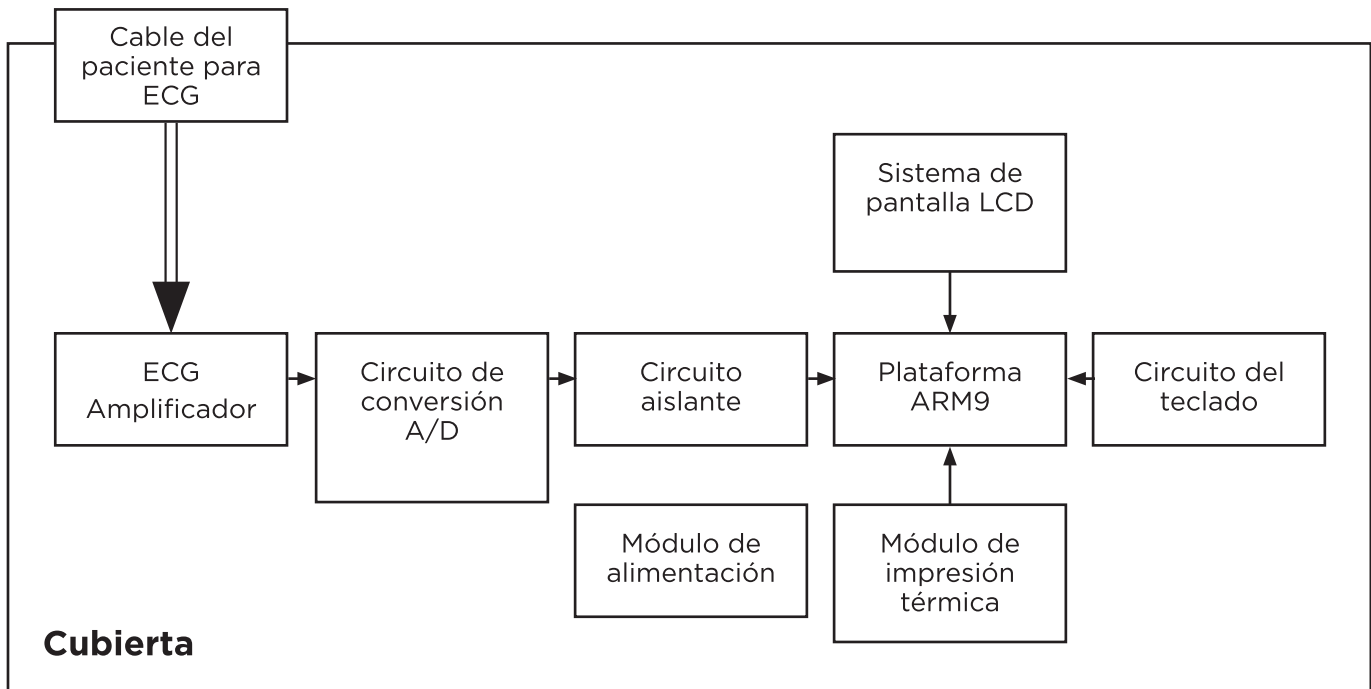 Cable del
paciente para
ECG
Sistema de
pantalla LCD
ECG
Amplificador
Circuito de
conversión
A/D
Circuito
aislante
Plataforma
ARM9
Circuito del
teclado
Módulo de
alimentación
Módulo de
impresión
térmica
Cubierta